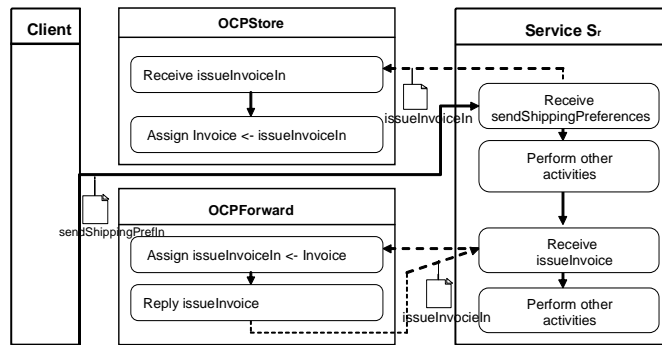 Client
OCPStore
Service Sr
Receive issueInvoiceIn
issueInvoiceIn
Assign Invoice <- issueInvoiceIn
Receive
sendShippingPreferences
Perform other
activities
sendShippingPrefIn
OCPForward
Assign issueInvoiceIn <- Invoice
Reply issueInvoice
Receive
issueInvoice
issueInvocieIn
Perform other
activities